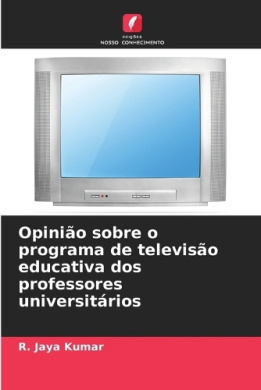 edições
NOSSO CONHECIMENTO
Opinião sobre o
programa de televisão
educativa dos
professores
universitários
R. Jaya Kumar